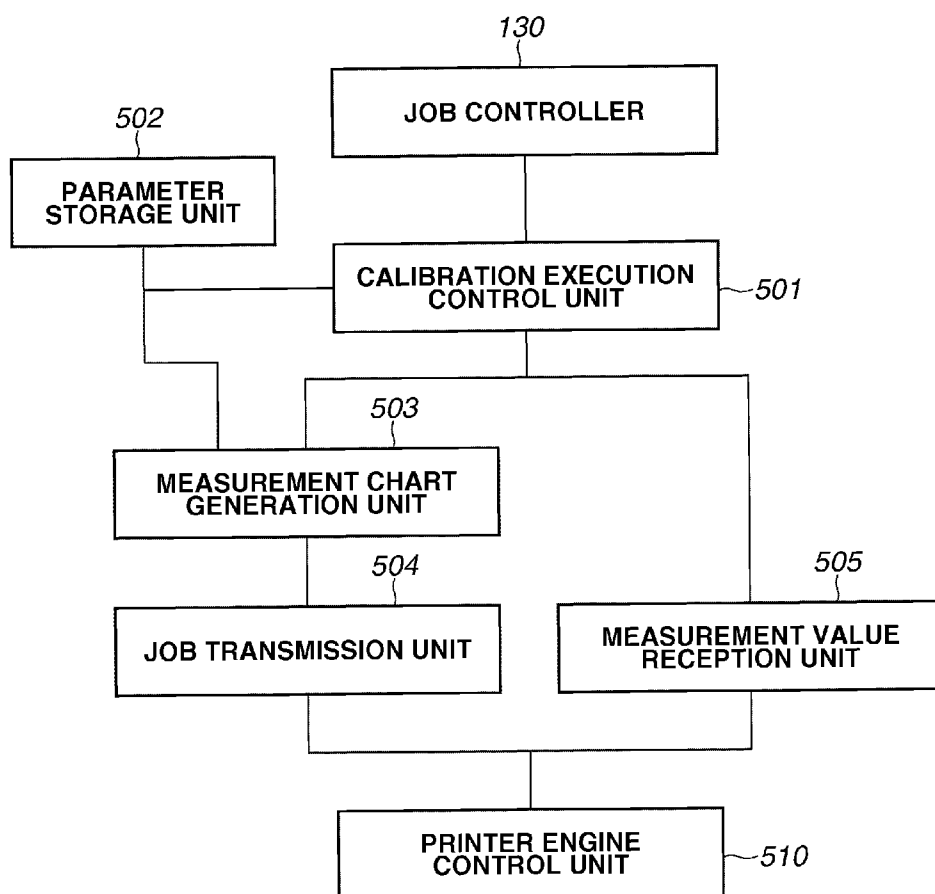 130
JOB CONTROLLER
502
PARAMETER
STORAGE UNIT
CALIBRATION EXECUTION
CONTROL UNIT
501
503
MEASUREMENT CHART
GENERATION UNIT
504
JOB TRANSMISSION UNIT
505
MEASUREMENT VALUE
RECEPTION UNIT
PRINTER ENGINE
CONTROL UNIT
510